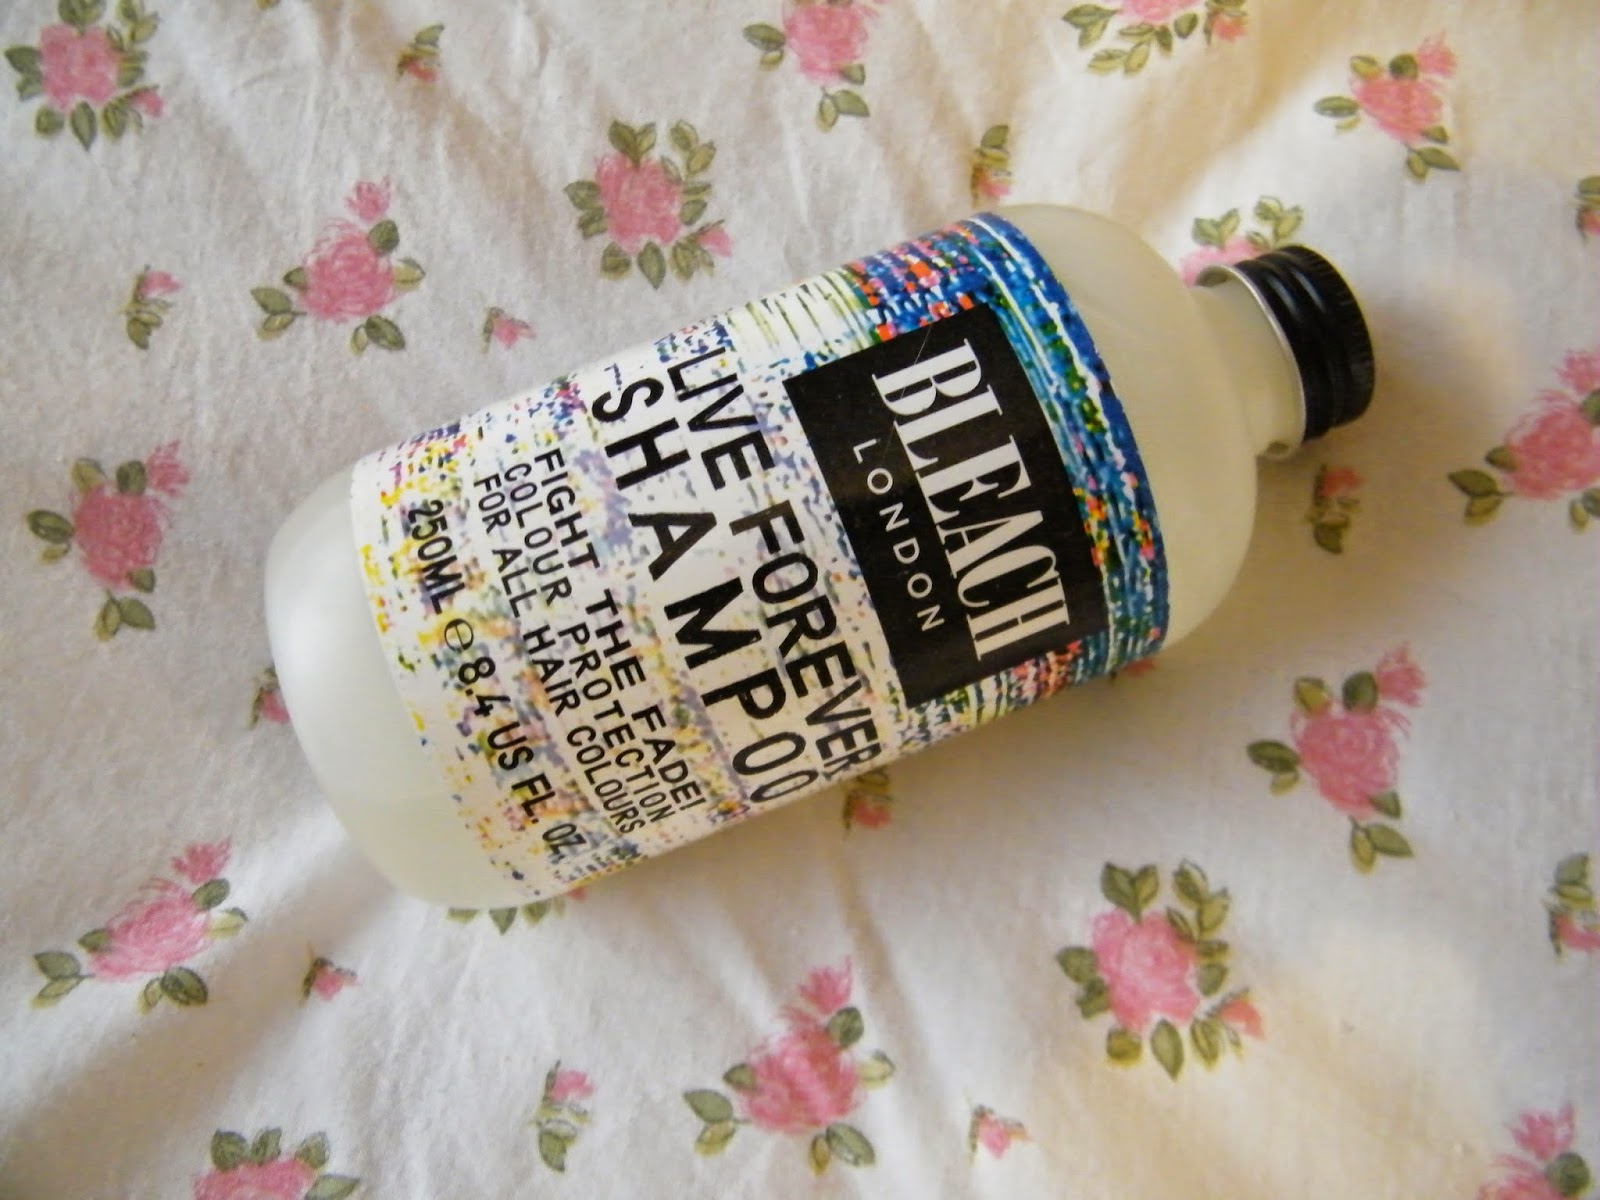 BLEACH
LONDON
LIVE FOREVER
SHAMPOO
FIGHT THE FADE!
COLOUR PROTECTION
FOR ALL HAIR COLOURS
250ML ℮ 8.4 US FL. OZ.